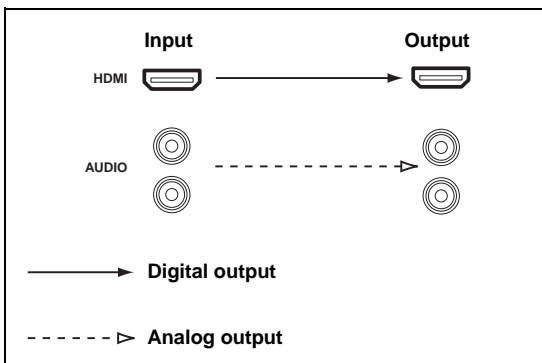 Input Output
HDMI
AUDIO
Digital output
Analog output